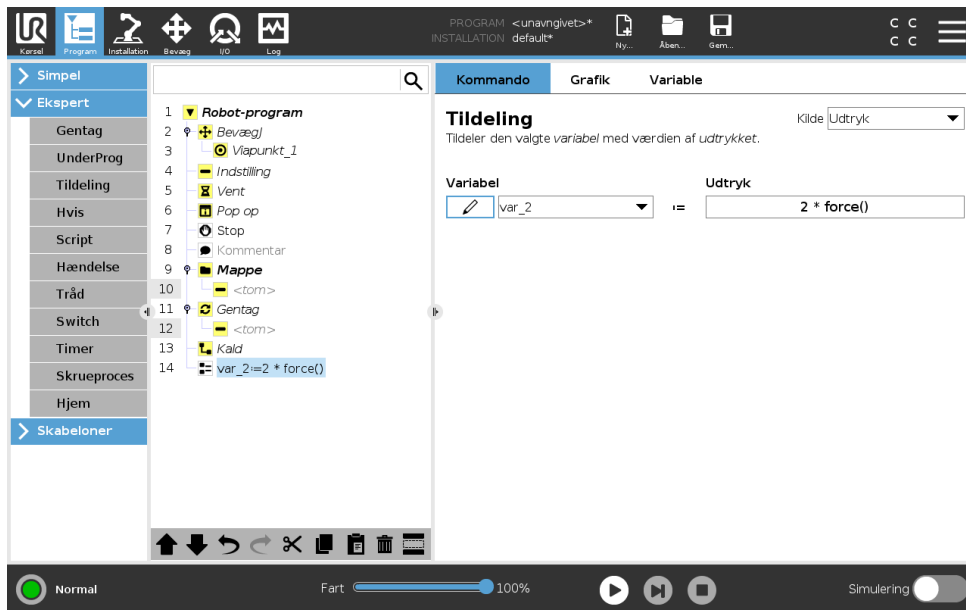 UR
PROGRAM <unavngivet>*
INSTALLATION default*
Kørsel
Program
Installation
Bevæg
I/O
Log
Ny...
Åben...
Gem...
C C
C C
Simpel
Ekspert
Gentag
UnderProg
Tildeling
Hvis
Script
Hændelse
Tråd
Switch
Timer
Skrueproces
Hjem
Skabeloner
1 Robot-program
2 BevægJ
3 Viapunkt_1
4 Indstilling
5 Vent
6 Pop op
7 Stop
8 Kommentar
9 Mappe
10 <tom>
11 Gentag
12 <tom>
13 Kald
14 var_2:=2 * force()
Kommando
Grafik
Variable
Tildeling
Kilde Udtryk
Tildeler den valgte variabel med værdien af udtrykket.
Variabel
Udtryk
var_2 := 2 * force()
Normal
Fart 100%
Simulering